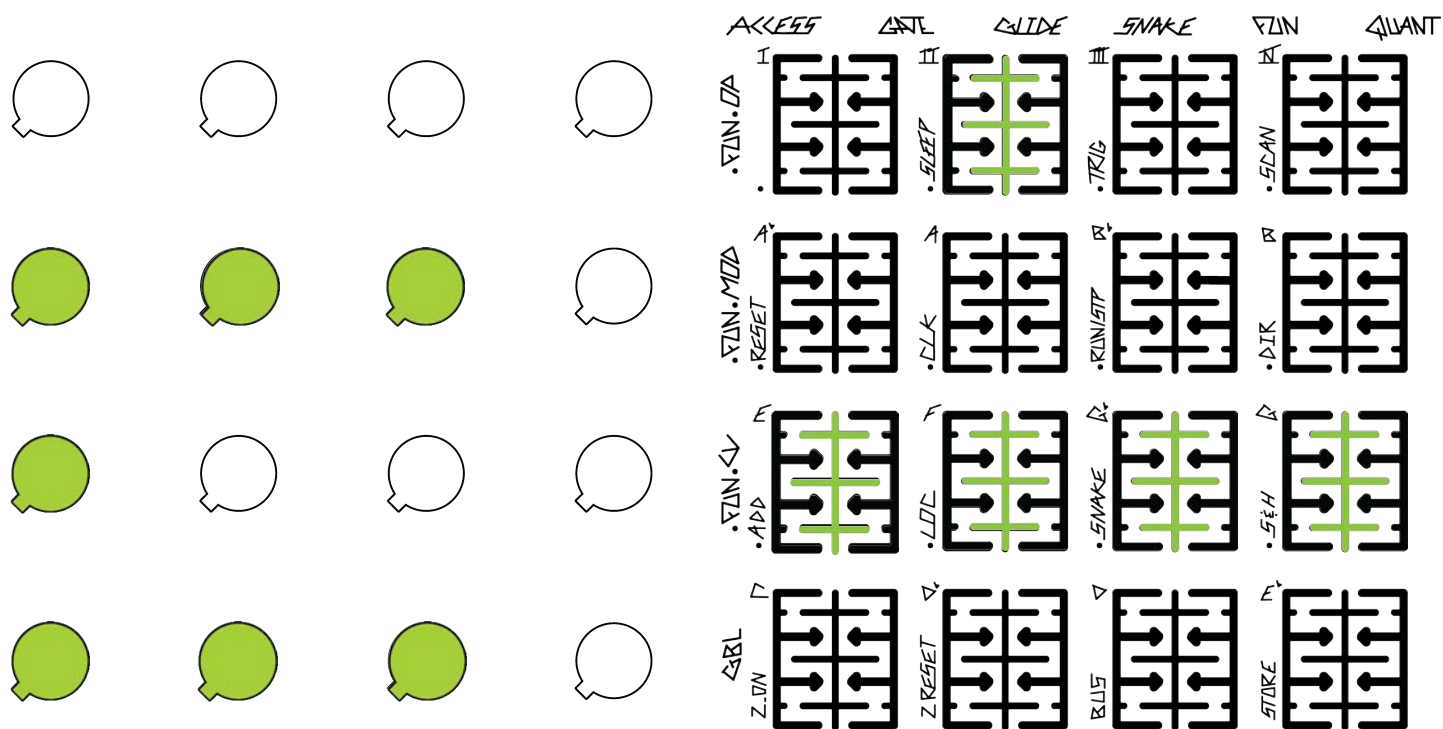 ACCESS GATE GLIDE SNAKE FUN QUANT
I II III IV
.FUN.OP
.SLEEP
.TRIG
.SCAN
A♭ A B♭ B
.FUN.MOD
.RESET
.CLK
.RUN/STP
.DIR
E F G♭ G
.FUN.CV
.ADD
.LOC
.SNAKE
.S&H
C D♭ D E♭
GBL
Z.ON
Z RESET
BUS
STORE